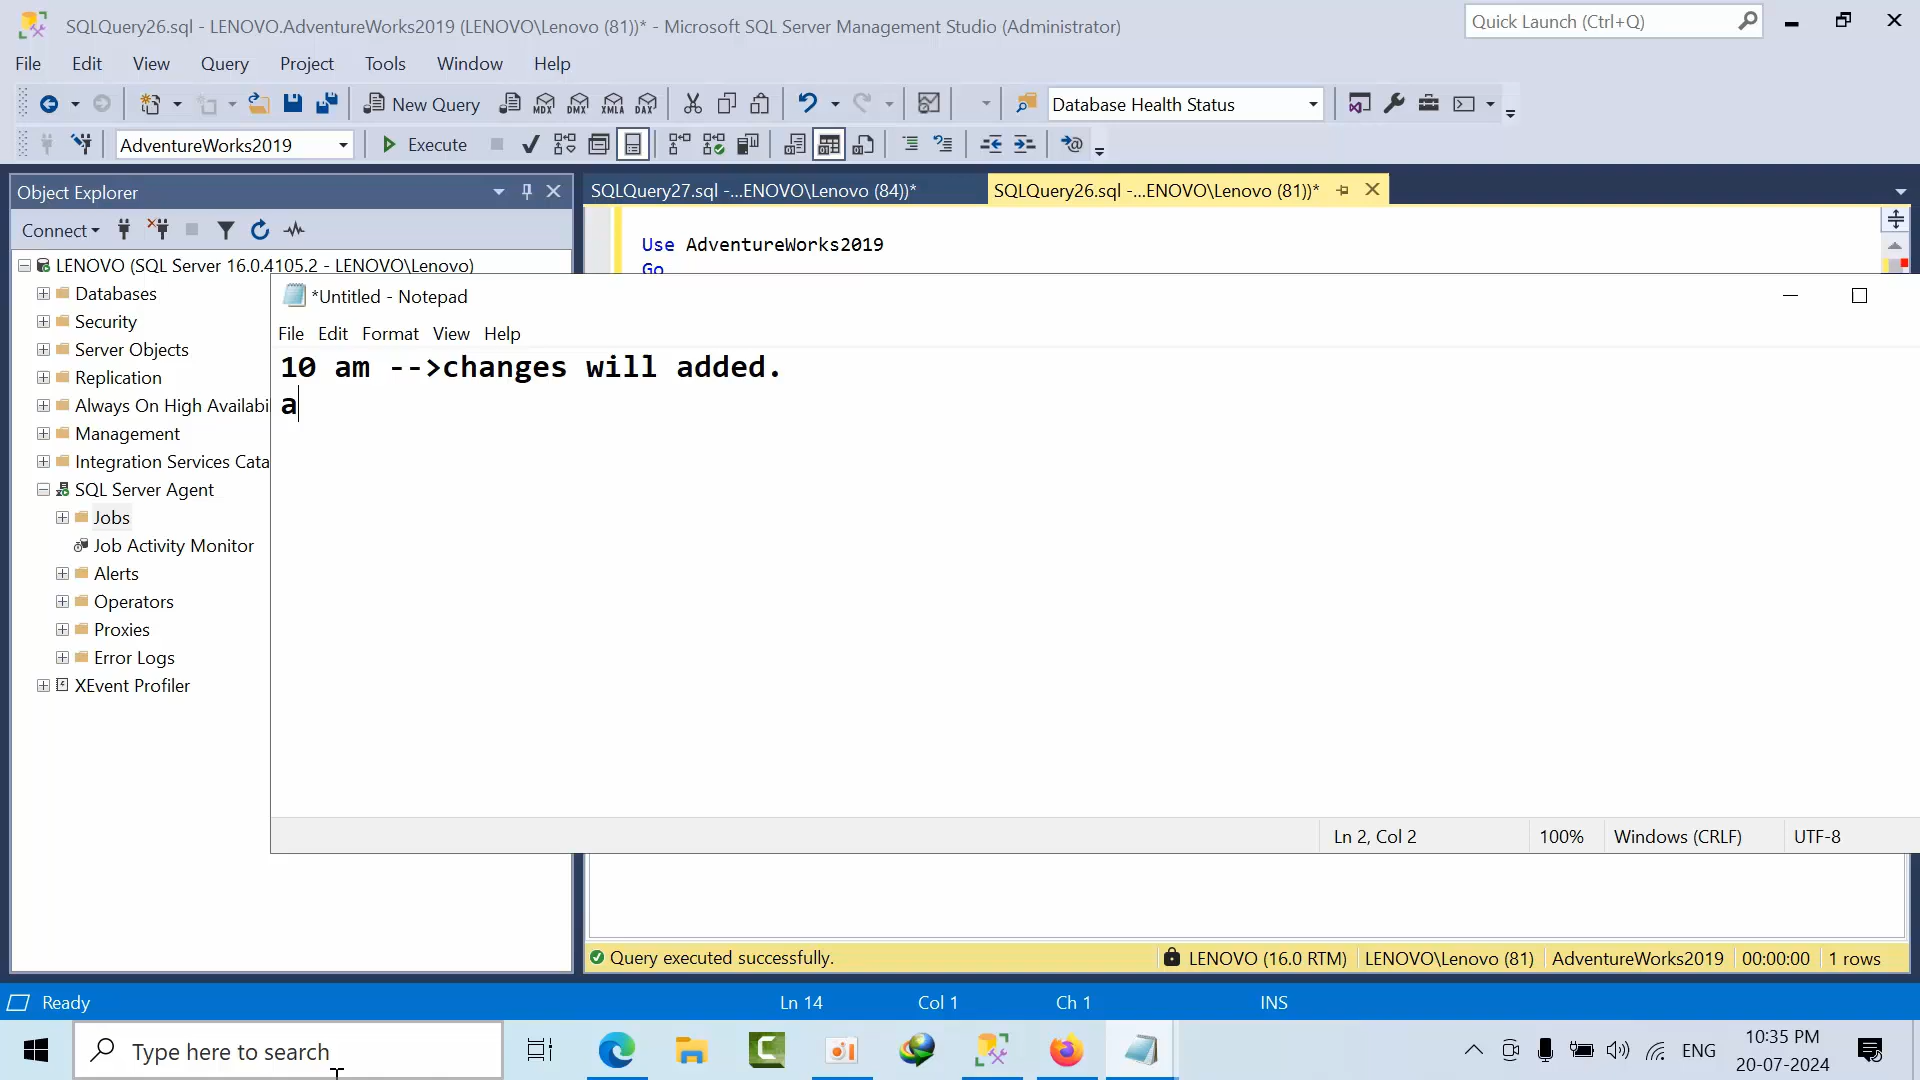 SQLQuery26.sql - LENOVO.AdventureWorks2019 (LENOVO\Lenovo (81))* - Microsoft SQL Server Management Studio (Administrator)
Quick Launch (Ctrl+Q)
File Edit View Query Project Tools Window Help
New Query
MDX DMX XMLA DAX
Database Health Status
AdventureWorks2019
Execute
Object Explorer
SQLQuery27.sql -...ENOVO\Lenovo (84))*
SQLQuery26.sql -...ENOVO\Lenovo (81))*
Connect
Use AdventureWorks2019
Go
LENOVO (SQL Server 16.0.4105.2 - LENOVO\Lenovo)
Databases
Security
Server Objects
Replication
Always On High Availabi
Management
Integration Services Cata
SQL Server Agent
Jobs
Job Activity Monitor
Alerts
Operators
Proxies
Error Logs
XEvent Profiler
*Untitled - Notepad
File Edit Format View Help
10 am -->changes will added.
a
Ln 2, Col 2
100%
Windows (CRLF)
UTF-8
Query executed successfully.
LENOVO (16.0 RTM)
LENOVO\Lenovo (81)
AdventureWorks2019
00:00:00
1 rows
Ready
Ln 14
Col 1
Ch 1
INS
Type here to search
ENG
10:35 PM
20-07-2024